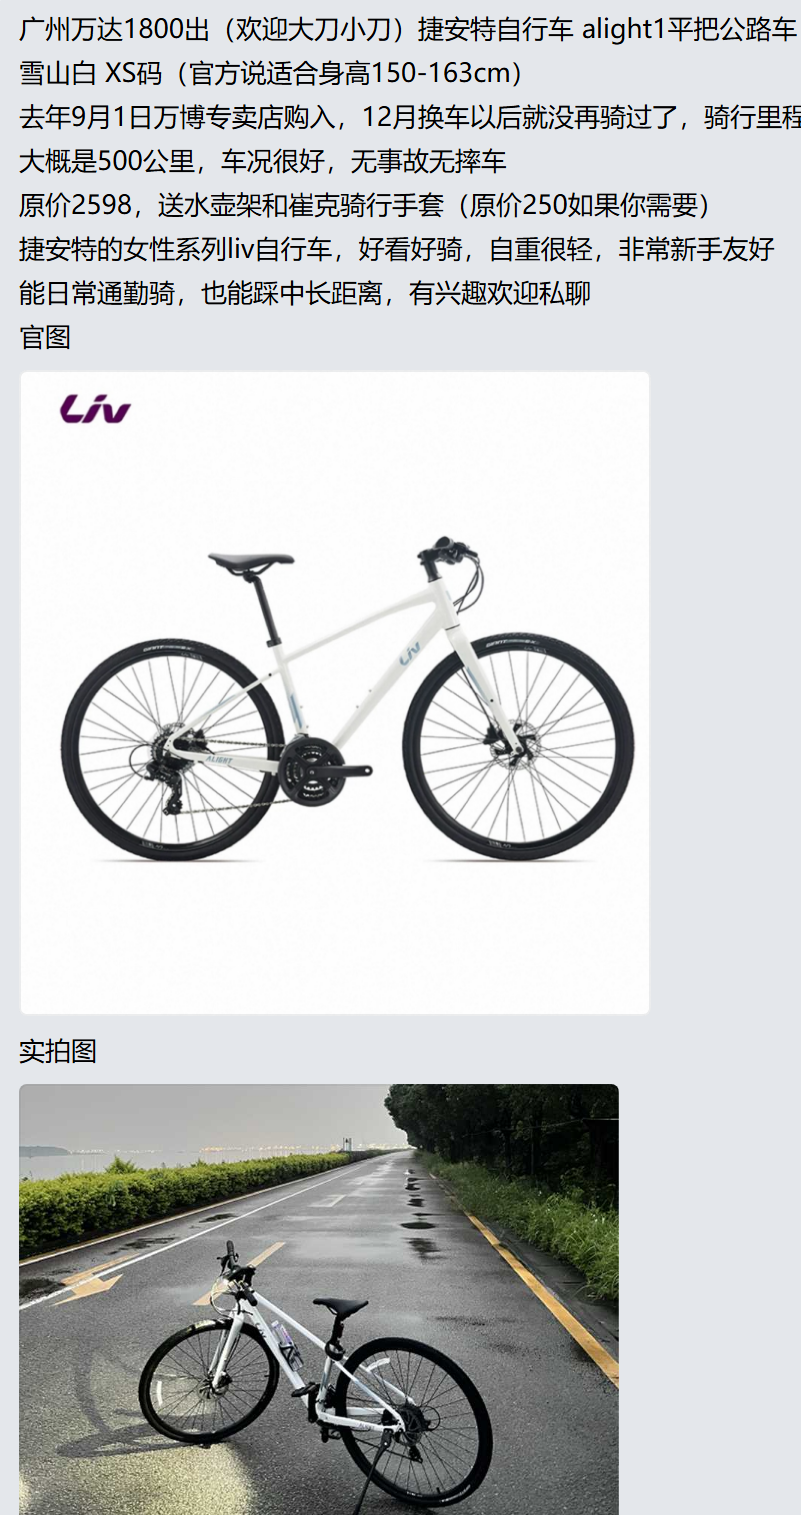 广州万达1800出（欢迎大刀小刀）捷安特自行车 alight1平把公路车
雪山白 XS码（官方说适合身高150-163cm）
去年9月1日万博专卖店购入，12月换车以后就没再骑过了，骑行里程
大概是500公里，车况很好，无事故无摔车
原价2598，送水壶架和崔克骑行手套（原价250如果你需要）
捷安特的女性系列liv自行车，好看好骑，自重很轻，非常新手友好
能日常通勤骑，也能踩中长距离，有兴趣欢迎私聊
官图
Liv
Liv
ALIGHT
实拍图